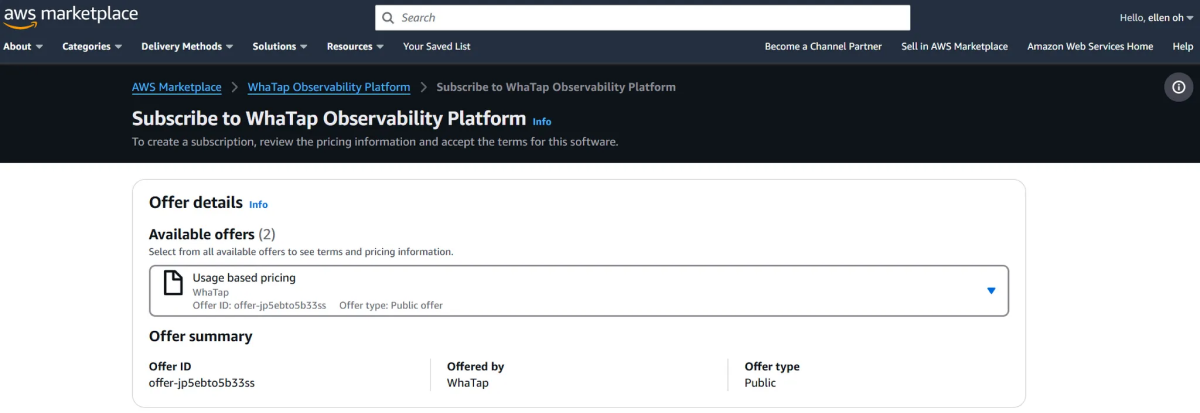 aws marketplace
Search
Hello, ellen oh
About Categories Delivery Methods Solutions Resources Your Saved List Become a Channel Partner Sell in AWS Marketplace Amazon Web Services Home Help
AWS Marketplace > WhaTap Observability Platform > Subscribe to WhaTap Observability Platform
Subscribe to WhaTap Observability Platform Info
To create a subscription, review the pricing information and accept the terms for this software.
Offer details Info
Available offers (2)
Select from all available offers to see terms and pricing information.
Usage based pricing
WhaTap
Offer ID: offer-jp5ebto5b33ss Offer type: Public offer
Offer summary
Offer ID Offered by Offer type
offer-jp5ebto5b33ss WhaTap Public